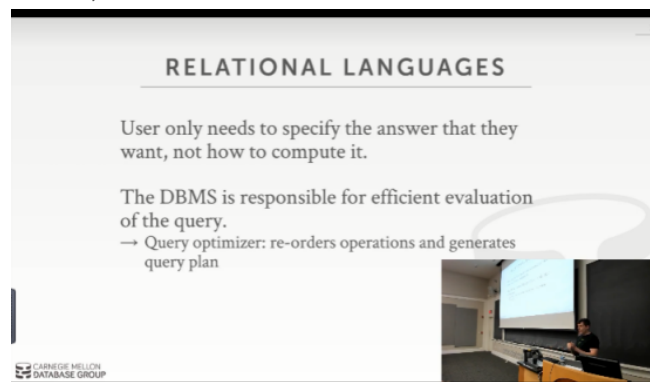 RELATIONAL LANGUAGES
User only needs to specify the answer that they
want, not how to compute it.
The DBMS is responsible for efficient evaluation
of the query.
→ Query optimizer: re-orders operations and generates
query plan
CARNEGIE MELLON
DATABASE GROUP